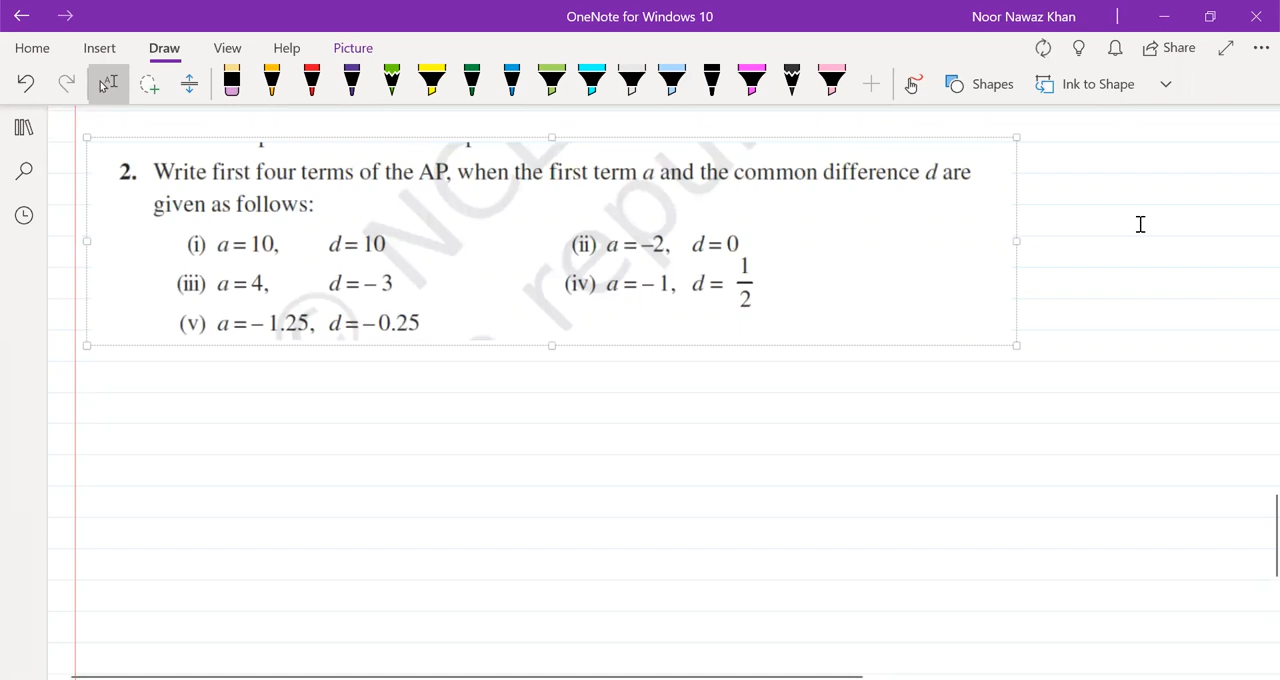 OneNote for Windows 10
Noor Nawaz Khan
Home Insert Draw View Help Picture Share
Shapes Ink to Shape
2. Write first four terms of the AP, when the first term a and the common difference d are
given as follows:
(i) a = 10, d = 10 (ii) a = –2, d = 0
(iii) a = 4, d = – 3 (iv) a = – 1, d = 1/2
(v) a = – 1.25, d = – 0.25